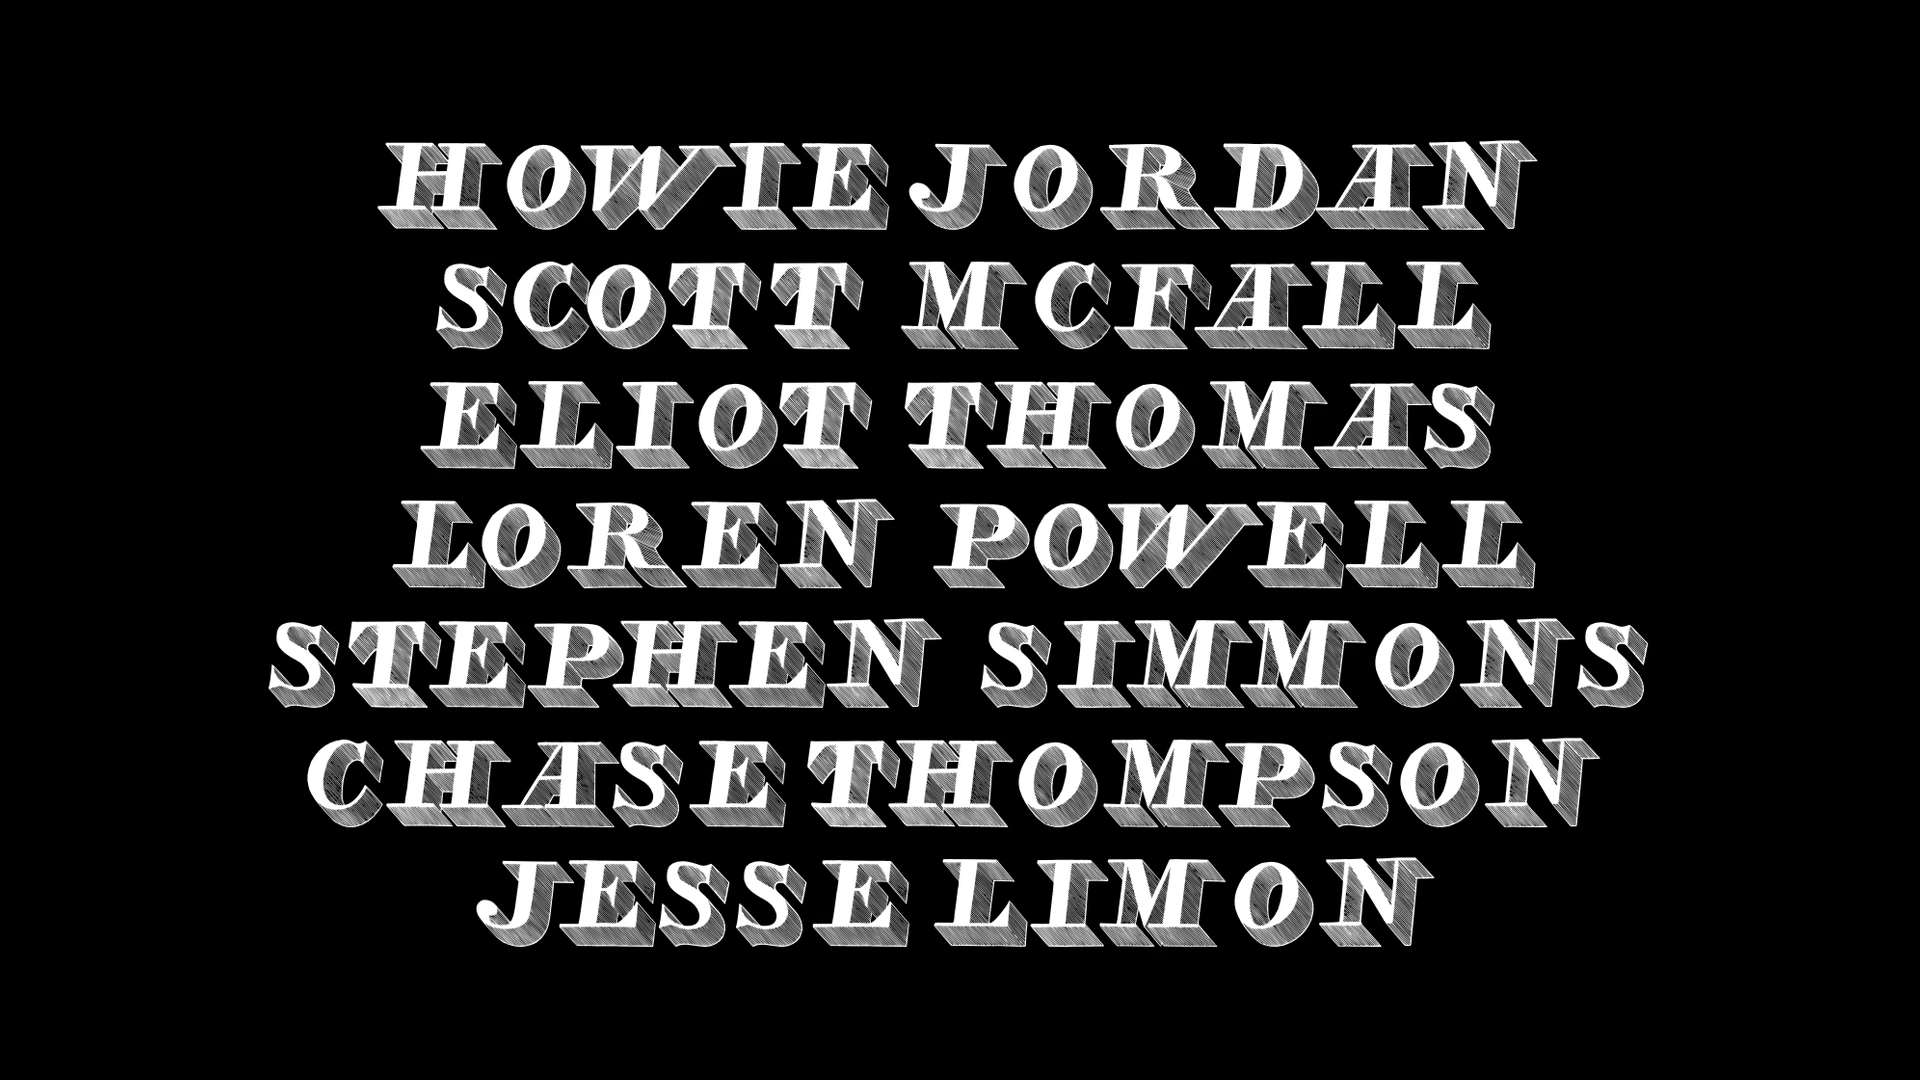 HOWIE JORDAN
SCOTT MCFALL
ELIOT THOMAS
LOREN POWELL
STEPHEN SIMMONS
CHASE THOMPSON
JESSE LIMON